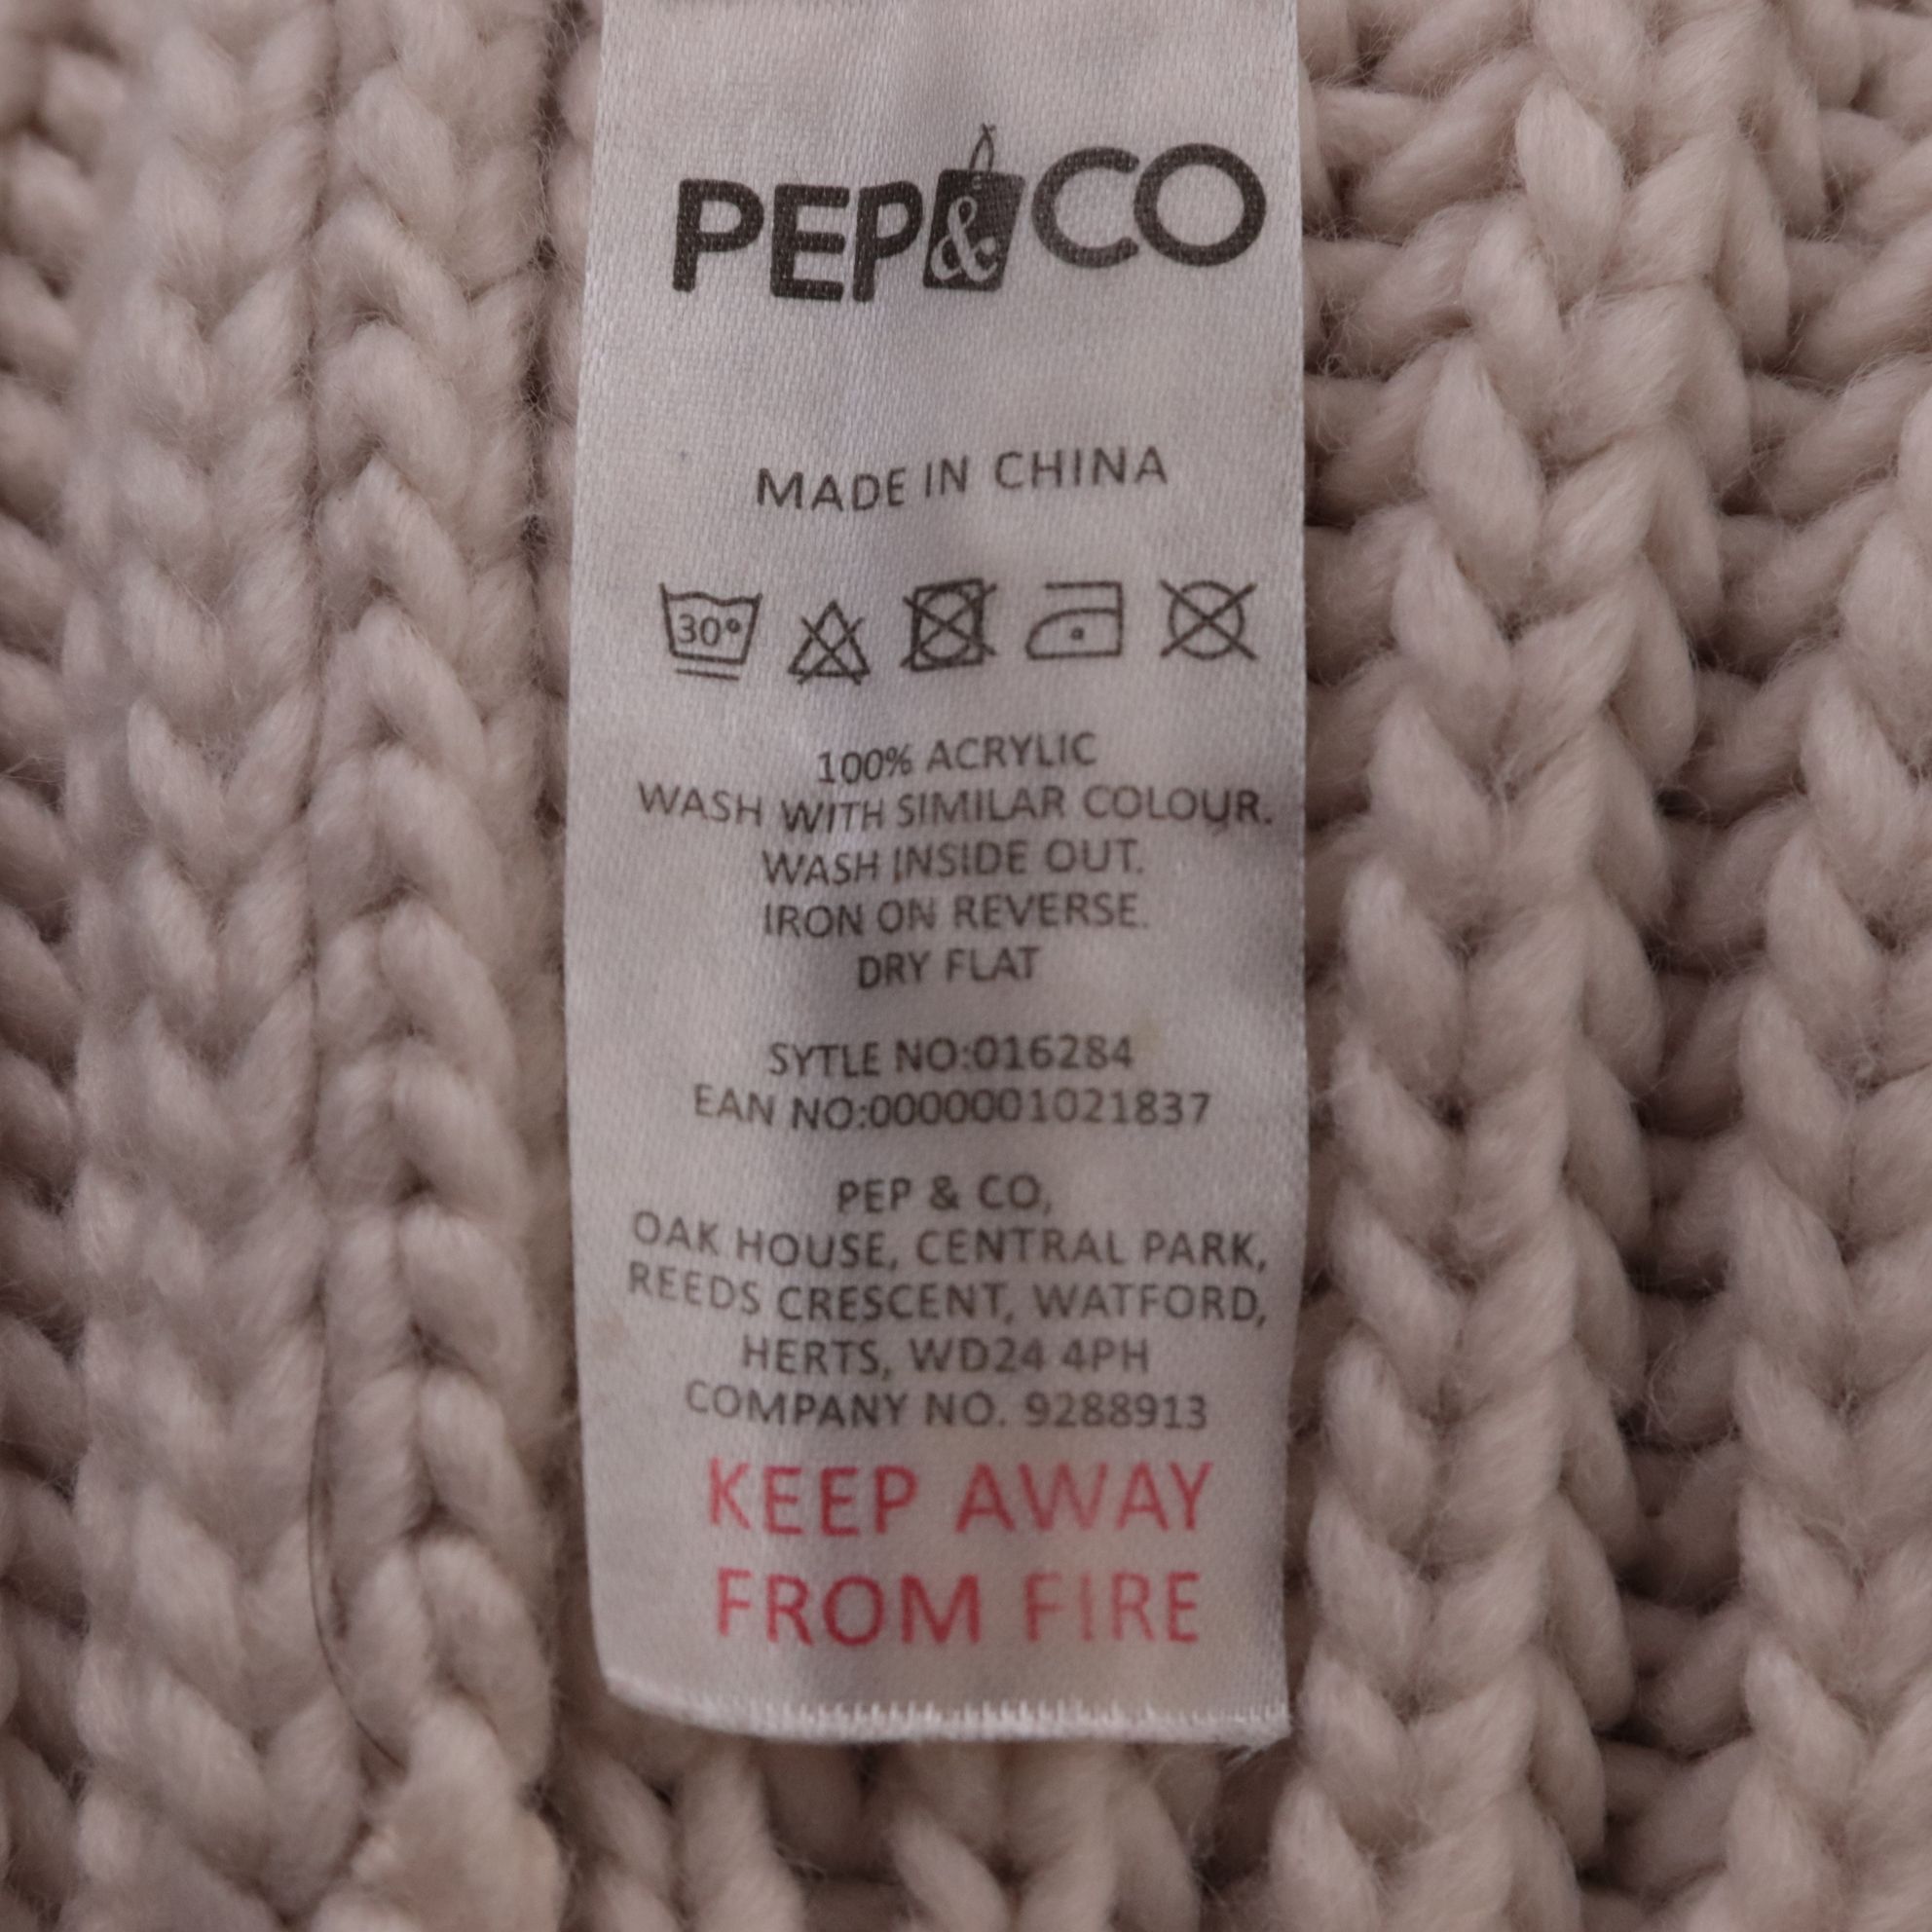 PEP&CO
MADE IN CHINA
30°
100% ACRYLIC
WASH WITH SIMILAR COLOUR.
WASH INSIDE OUT.
IRON ON REVERSE.
DRY FLAT
SYTLE NO:016284
EAN NO:0000001021837
PEP & CO,
OAK HOUSE, CENTRAL PARK,
REEDS CRESCENT, WATFORD,
HERTS, WD24 4PH
COMPANY NO. 9288913
KEEP AWAY
FROM FIRE